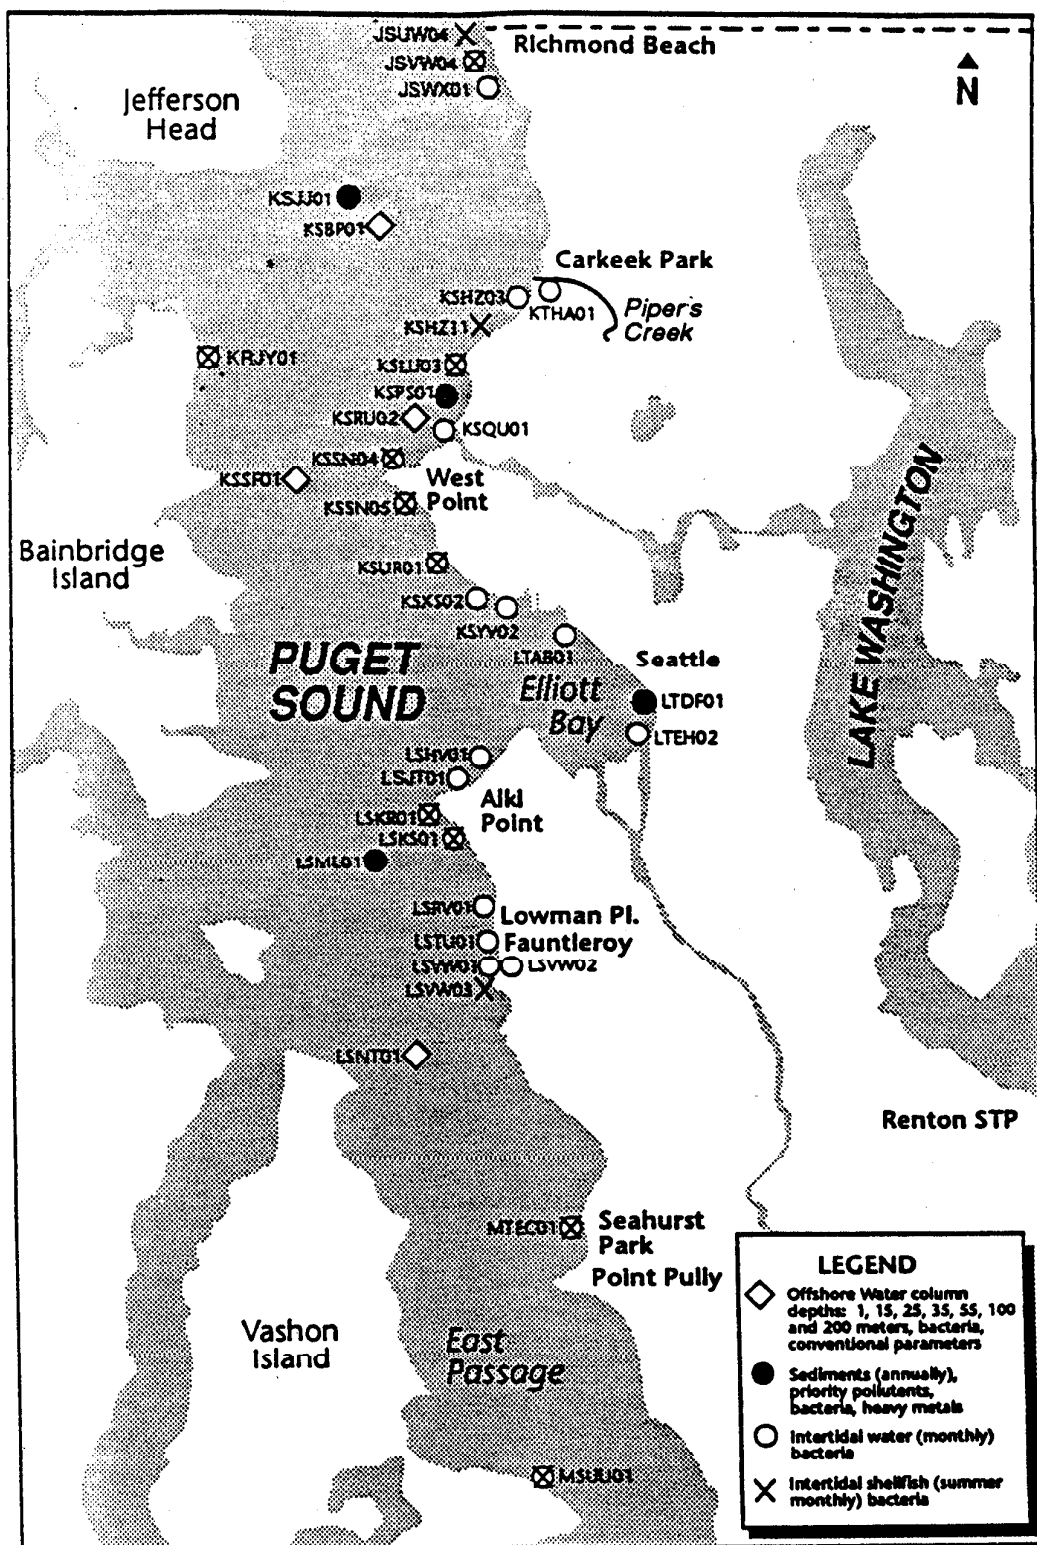 JSUW04
Richmond Beach
JSVW04
JSWX01
N
Jefferson
Head
KSJJ01
KSBP01
Carkeek Park
KSHZ03
KTHA01
Piper's
Creek
KSHZ11
KRJY01
KSLU03
KSPS01
KSRU02
KSQU01
KSSN04
West
Point
KSSF01
KSSN05
LAKE WASHINGTON
Bainbridge
Island
KSUR01
KSXS02
KSYV02
LTAB01
Seattle
PUGET
SOUND
Elliott
Bay
LTDF01
LTEH02
LSHV01
LSJT01
Alki
Point
LSKR01
LSKS01
LSML01
LSRV01
Lowman Pl.
LSTU01
Fauntleroy
LSVW01
LSVW02
LSVW03
LSNT01
Renton STP
MTEC01
Seahurst
Park
Point Pully
Vashon
Island
East
Passage
MSUU01
LEGEND
Offshore Water column
depths: 1, 15, 25, 35, 55, 100
and 200 meters, bacteria,
conventional parameters
Sediments (annually),
priority pollutents,
bacteria, heavy metals
Intertidal water (monthly)
bacteria
Intertidal shellfish (summer
monthly) bacteria